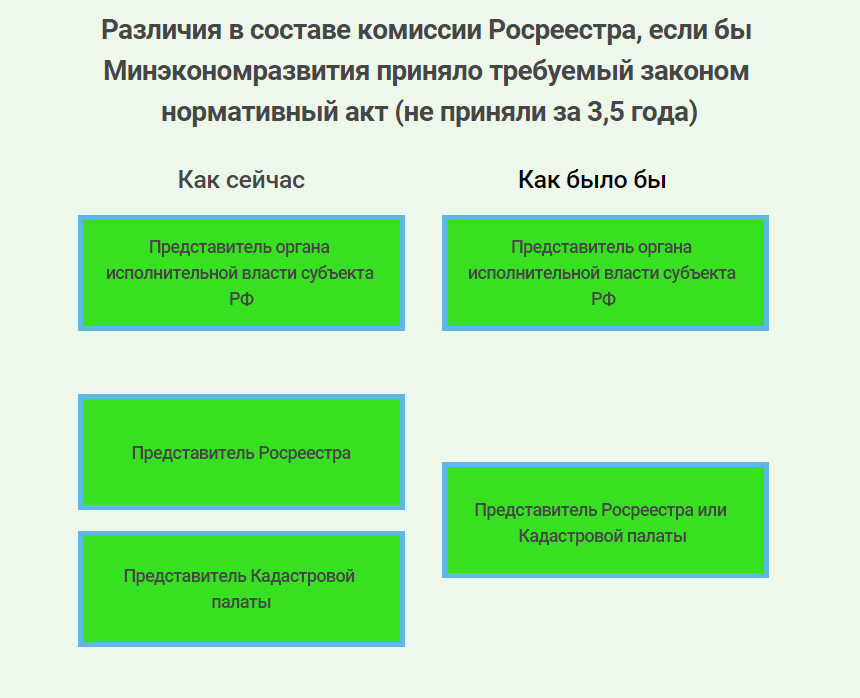 Различия в составе комиссии Росреестра, если бы
Минэкономразвития приняло требуемый законом
нормативный акт (не приняли за 3,5 года)
Как сейчас
Как было бы
Представитель органа
исполнительной власти субъекта
РФ
Представитель органа
исполнительной власти субъекта
РФ
Представитель Росреестра
Представитель Росреестра или
Кадастровой палаты
Представитель Кадастровой
палаты